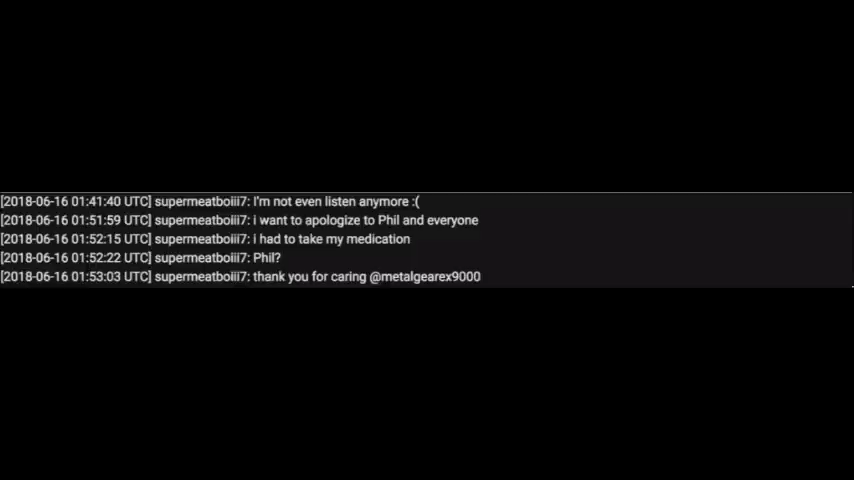 [2018-06-16 01:41:40 UTC] supermeatboiii7: I'm not even listen anymore :(
[2018-06-16 01:51:59 UTC] supermeatboiii7: i want to apologize to Phil and everyone
[2018-06-16 01:52:15 UTC] supermeatboiii7: i had to take my medication
[2018-06-16 01:52:22 UTC] supermeatboiii7: Phil?
[2018-06-16 01:53:03 UTC] supermeatboiii7: thank you for caring @metalgearex9000